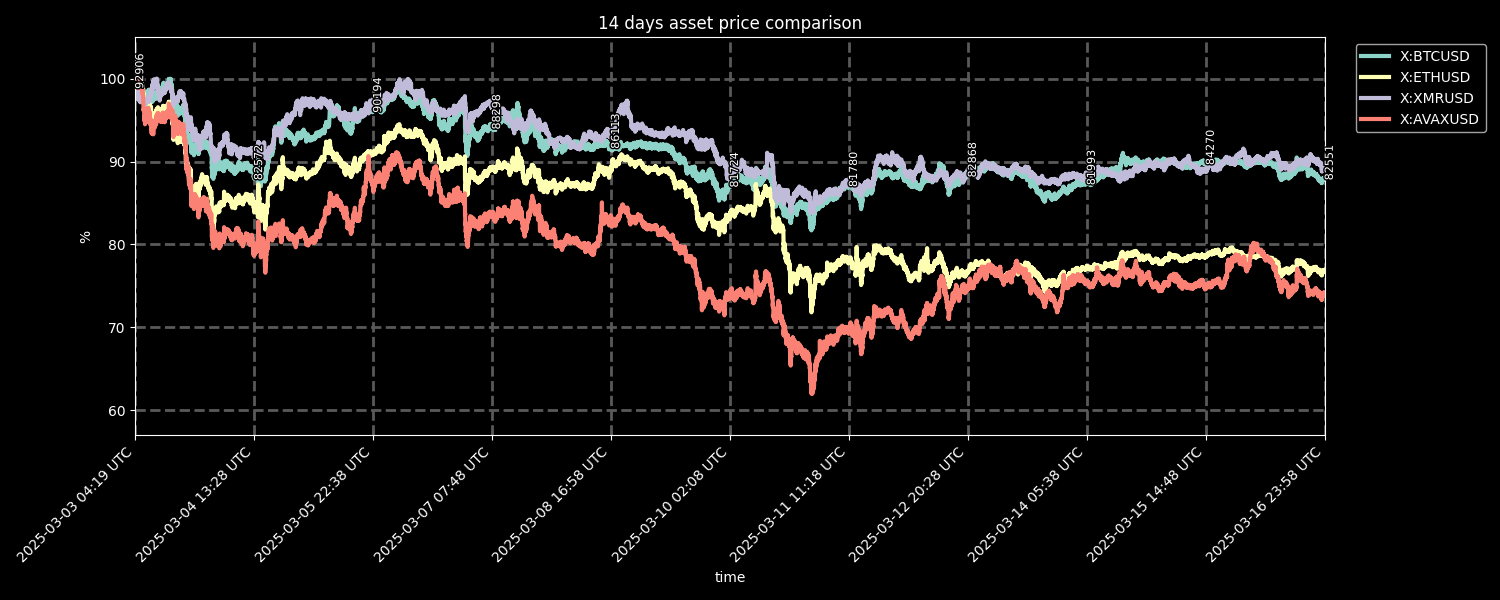 14 days asset price comparison
X:BTCUSD
X:ETHUSD
X:XMRUSD
X:AVAXUSD
%
100
90
80
70
60
92906
82572
90194
88298
86113
81724
81780
82868
81993
84270
82551
2025-03-03 04:19 UTC
2025-03-04 13:28 UTC
2025-03-05 22:38 UTC
2025-03-07 07:48 UTC
2025-03-08 16:58 UTC
2025-03-10 02:08 UTC
2025-03-11 11:18 UTC
2025-03-12 20:28 UTC
2025-03-14 05:38 UTC
2025-03-15 14:48 UTC
2025-03-16 23:58 UTC
time